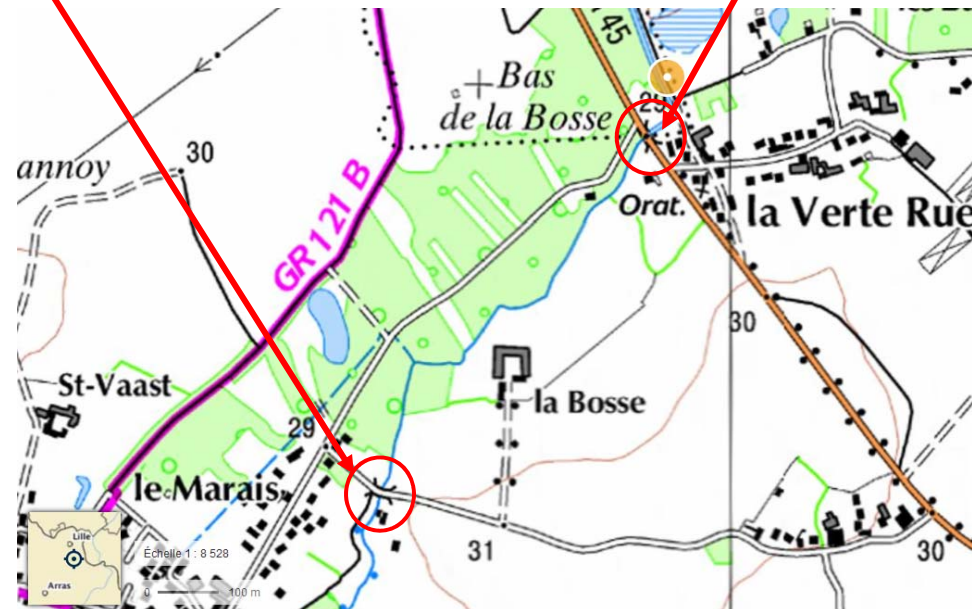 45
Bas
de la Bosse
29
annoy
30
GR 121 B
Orat.
la Verte Rue
30
St-Vaast
la Bosse
29
le Marais
31
30
Lille
Arras
Échelle 1 : 8 528
0
100 m